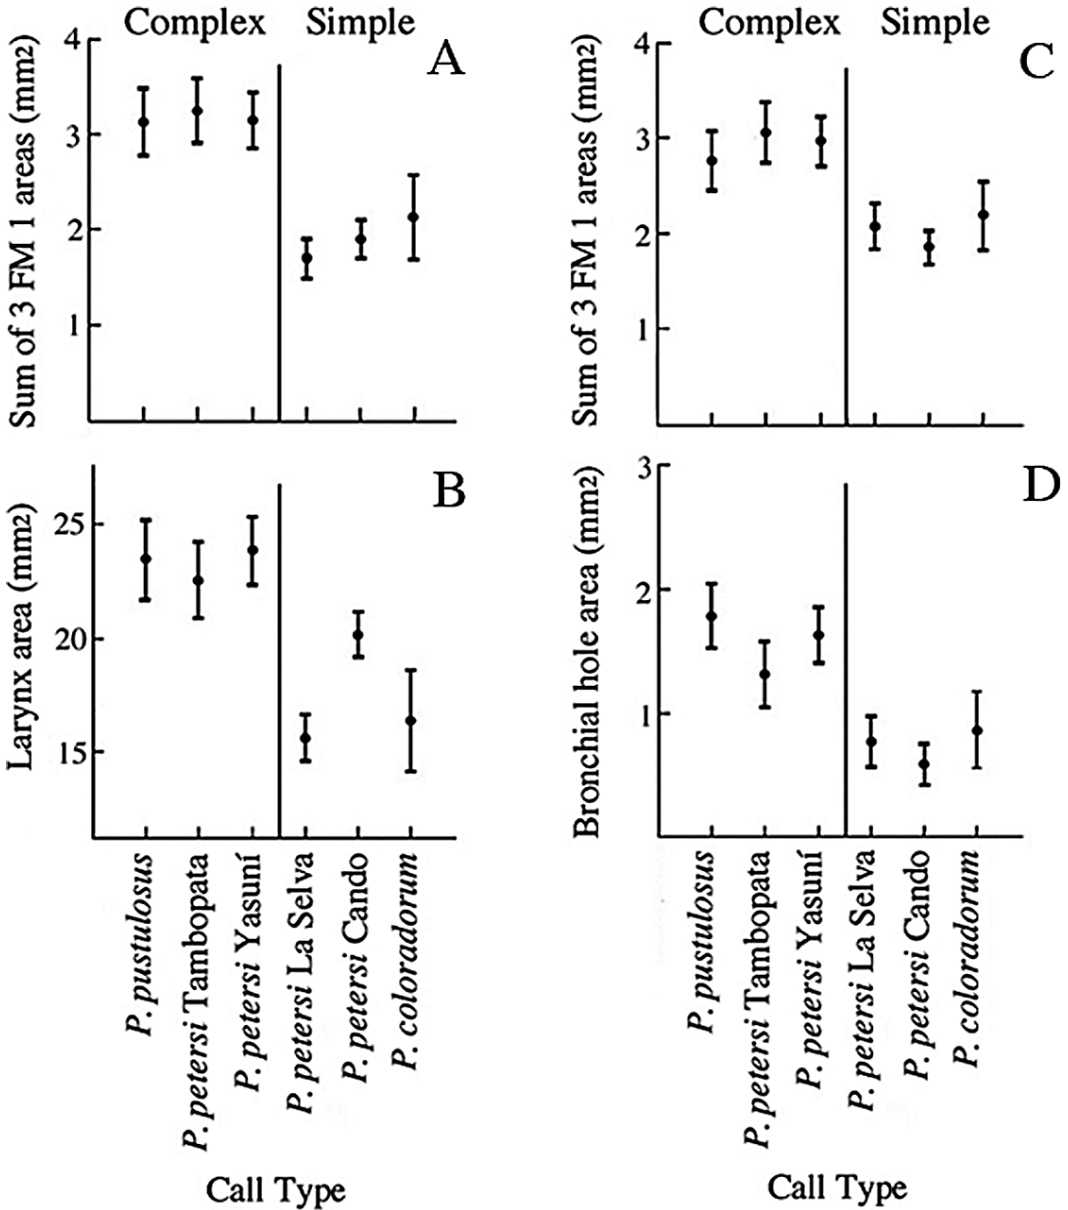 Complex Simple
A
Sum of 3 FM 1 areas (mm2)
4
3
2
1
Complex Simple
C
Sum of 3 FM 1 areas (mm2)
4
3
2
1
B
Larynx area (mm2)
25
20
15
P. pustulosus
P. petersi Tambopata
P. petersi Yasuní
P. petersi La Selva
P. petersi Cando
P. coloradorum
Call Type
D
Bronchial hole area (mm2)
3
2
1
P. pustulosus
P. petersi Tambopata
P. petersi Yasuní
P. petersi La Selva
P. petersi Cando
P. coloradorum
Call Type